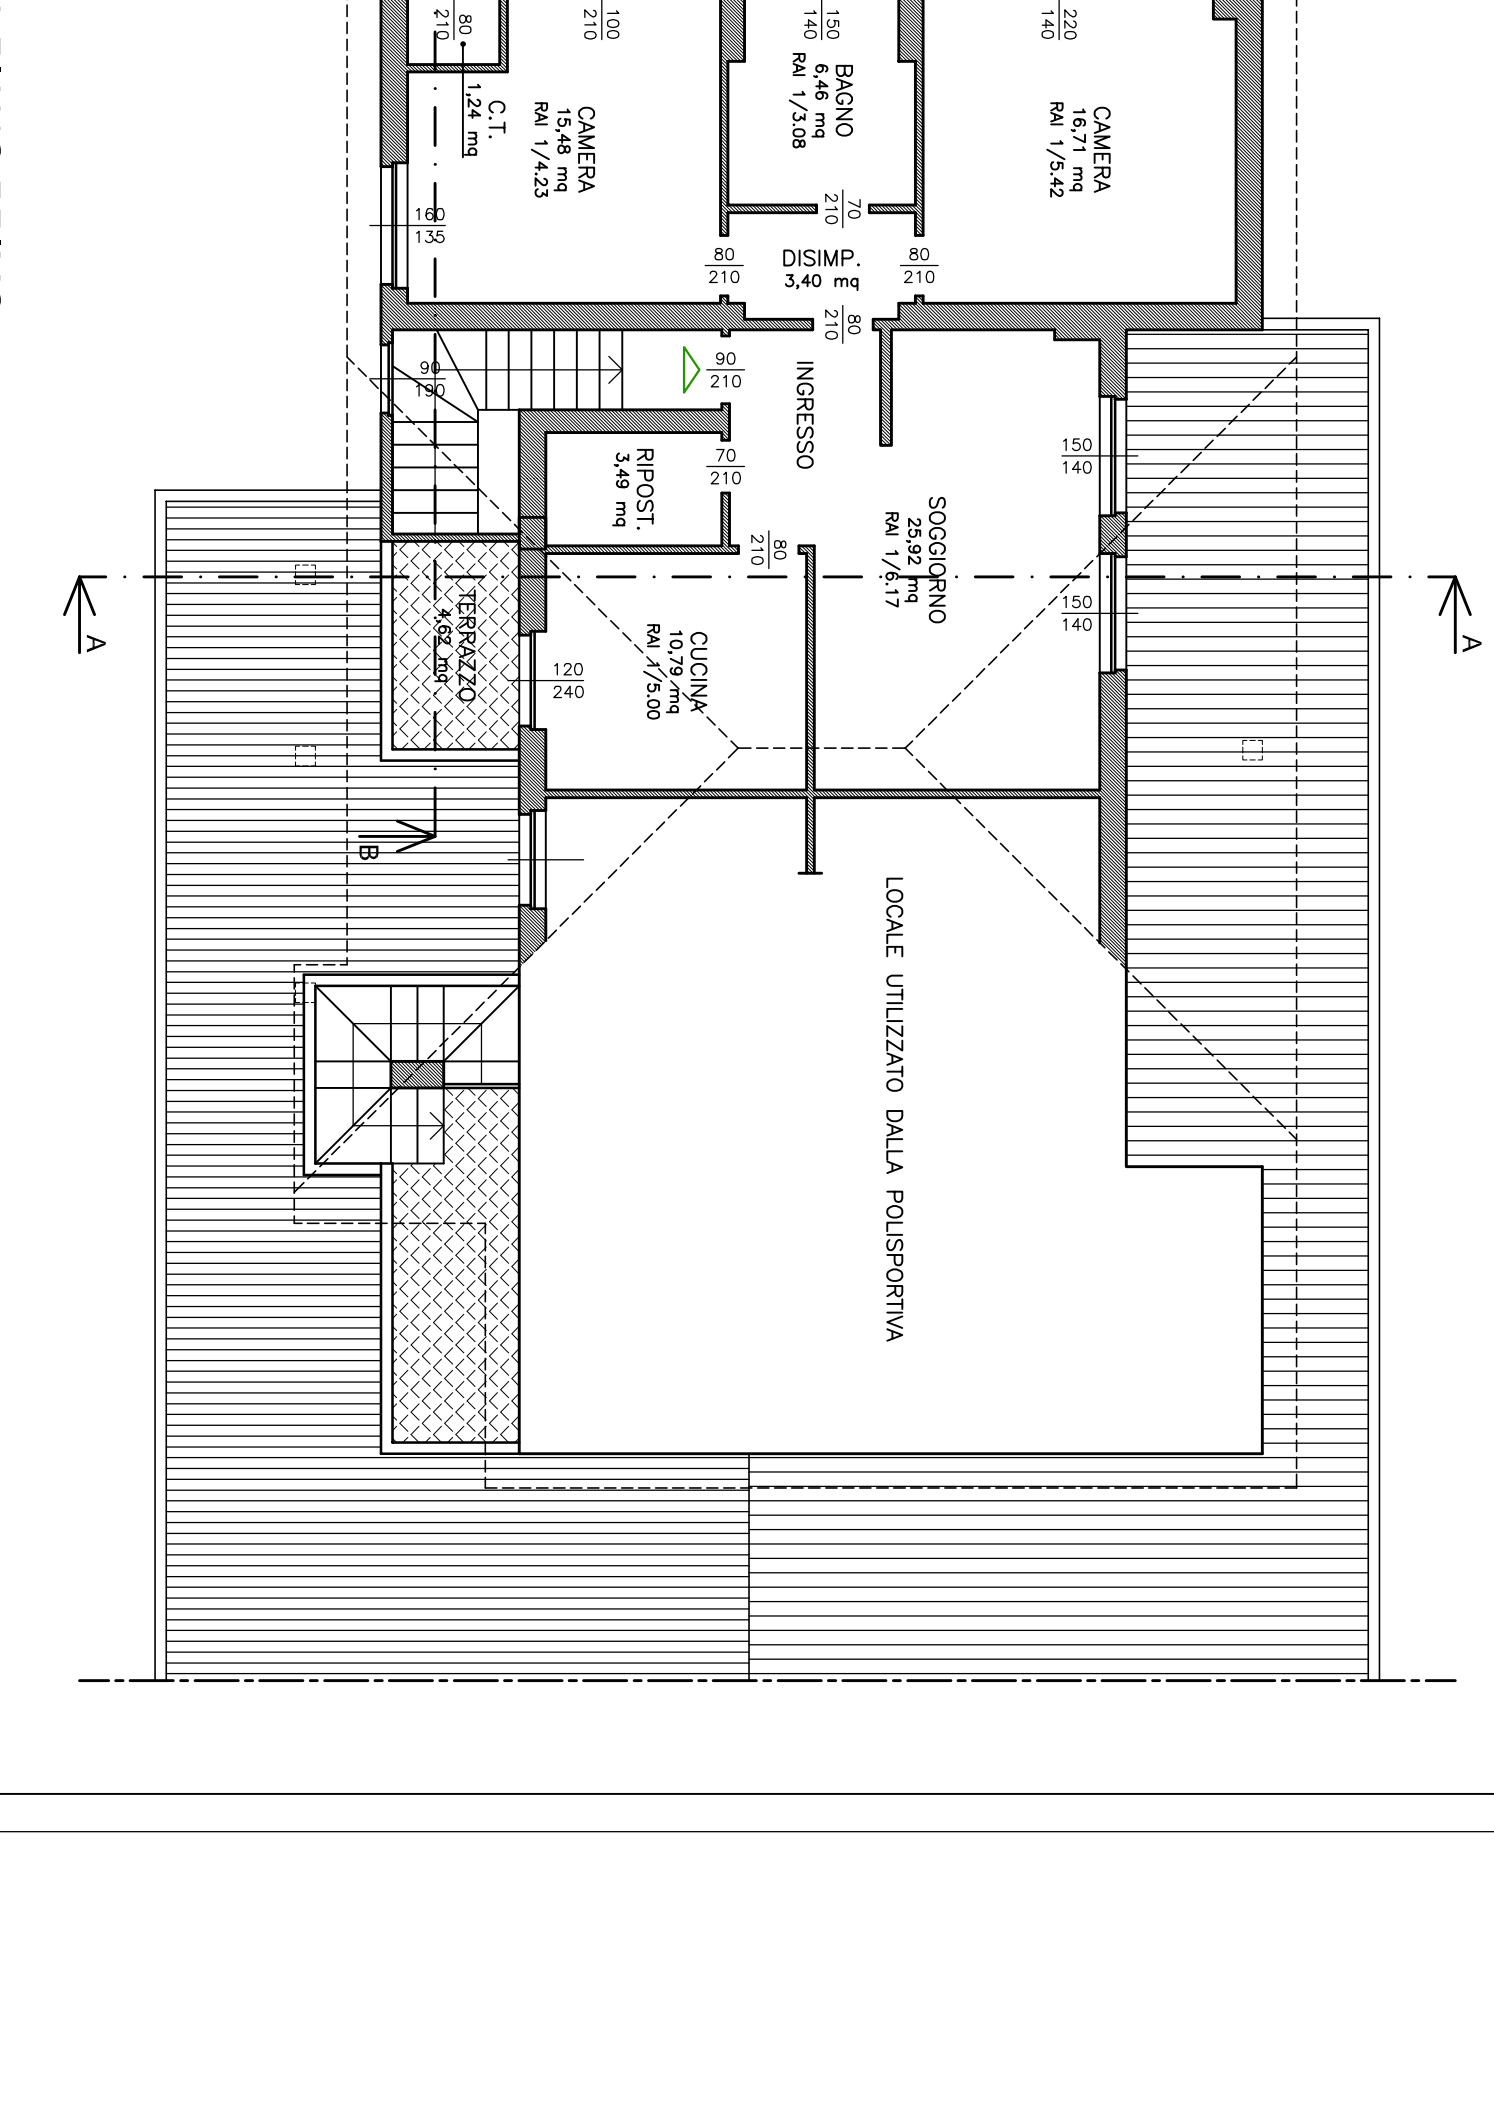 80
210
100
210
150
140
220
140
C.T.
1,24 mq
CAMERA
15,48 mq
RAI 1/4.23
BAGNO
6,46 mq
RAI 1/3.08
CAMERA
16,71 mq
RAI 1/5.42
160
135
70
210
80
210
DISIMP.
3,40 mq
80
210
80
210
90
190
90
210
INGRESSO
150
140
RIPOST.
3,49 mq
70
210
SOGGIORNO
25,92 mq
RAI 1/6.17
80
210
A
A
TERRAZZO
4,62 mq
120
240
CUCINA
10,79 mq
RAI 1/5.00
150
140
B
LOCALE UTILIZZATO DALLA POLISPORTIVA